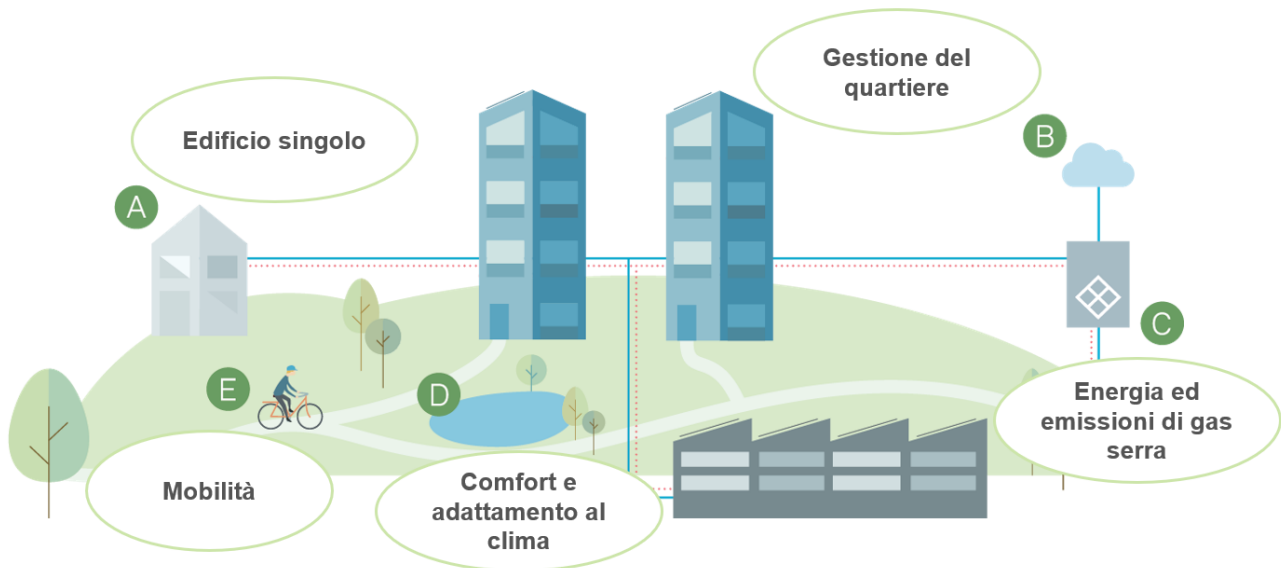 Gestione del
quartiere
Edificio singolo
B
A
C
E
D
Energia ed
emissioni di gas
serra
Mobilità
Comfort e
adattamento al
clima